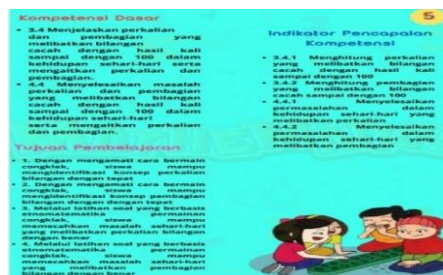 Kompetensi Dasar
• 3.4 Menjelaskan perkalian
dan pembagian yang
melibatkan bilangan
cacah dengan hasil kali
sampai dengan 100 dalam
kehidupan sehari-hari serta
mengaitkan perkalian dan
pembagian.
• 4.4 Menyelesaikan masalah
perkalian dan pembagian
yang melibatkan bilangan
cacah dengan hasil kali
sampai dengan 100 dalam
kehidupan sehari-hari
serta mengaitkan perkalian
dan pembagian.
Tujuan Pembelajaran
• 1. Dengan mengamati cara bermain
congklak, siswa mampu
mengidentifikasi konsep perkalian
bilangan dengan tepat
• 2. Dengan mengamati cara bermain
congklak, siswa mampu
mengidentifikasi konsep pembagian
bilangan dengan dengan tepat
• 3. Melalui latihan soal yang berbasis
etnomatematika permainan
congklak, siswa mampu
memecahkan masalah sehari-hari
yang melibatkan perkalian bilangan
dengan benar
• 4. Melalui latihan soal yang berbasis
etnomatematika permainan
congklak, siswa mampu
memecahkan masalah sehari-hari
yang melibatkan pembagian
bilangan dengan benar
5
Indikator Pencapaian
Kompetensi
• 3.4.1 Menghitung perkalian
yang melibatkan bilangan
cacah dengan hasil kali
sampai dengan 100
• 3.4.2 Menghitung pembagian
yang melibatkan bilangan
cacah sampai dengan 100
• 4.4.1 Menyelesaikan
permasalahan dalam
kehidupan sehari-hari yang
melibatkan perkalian
• 4.4.2 Menyelesaikan
permasalahan dalam
kehidupan sehari-hari yang
melibatkan pembagian